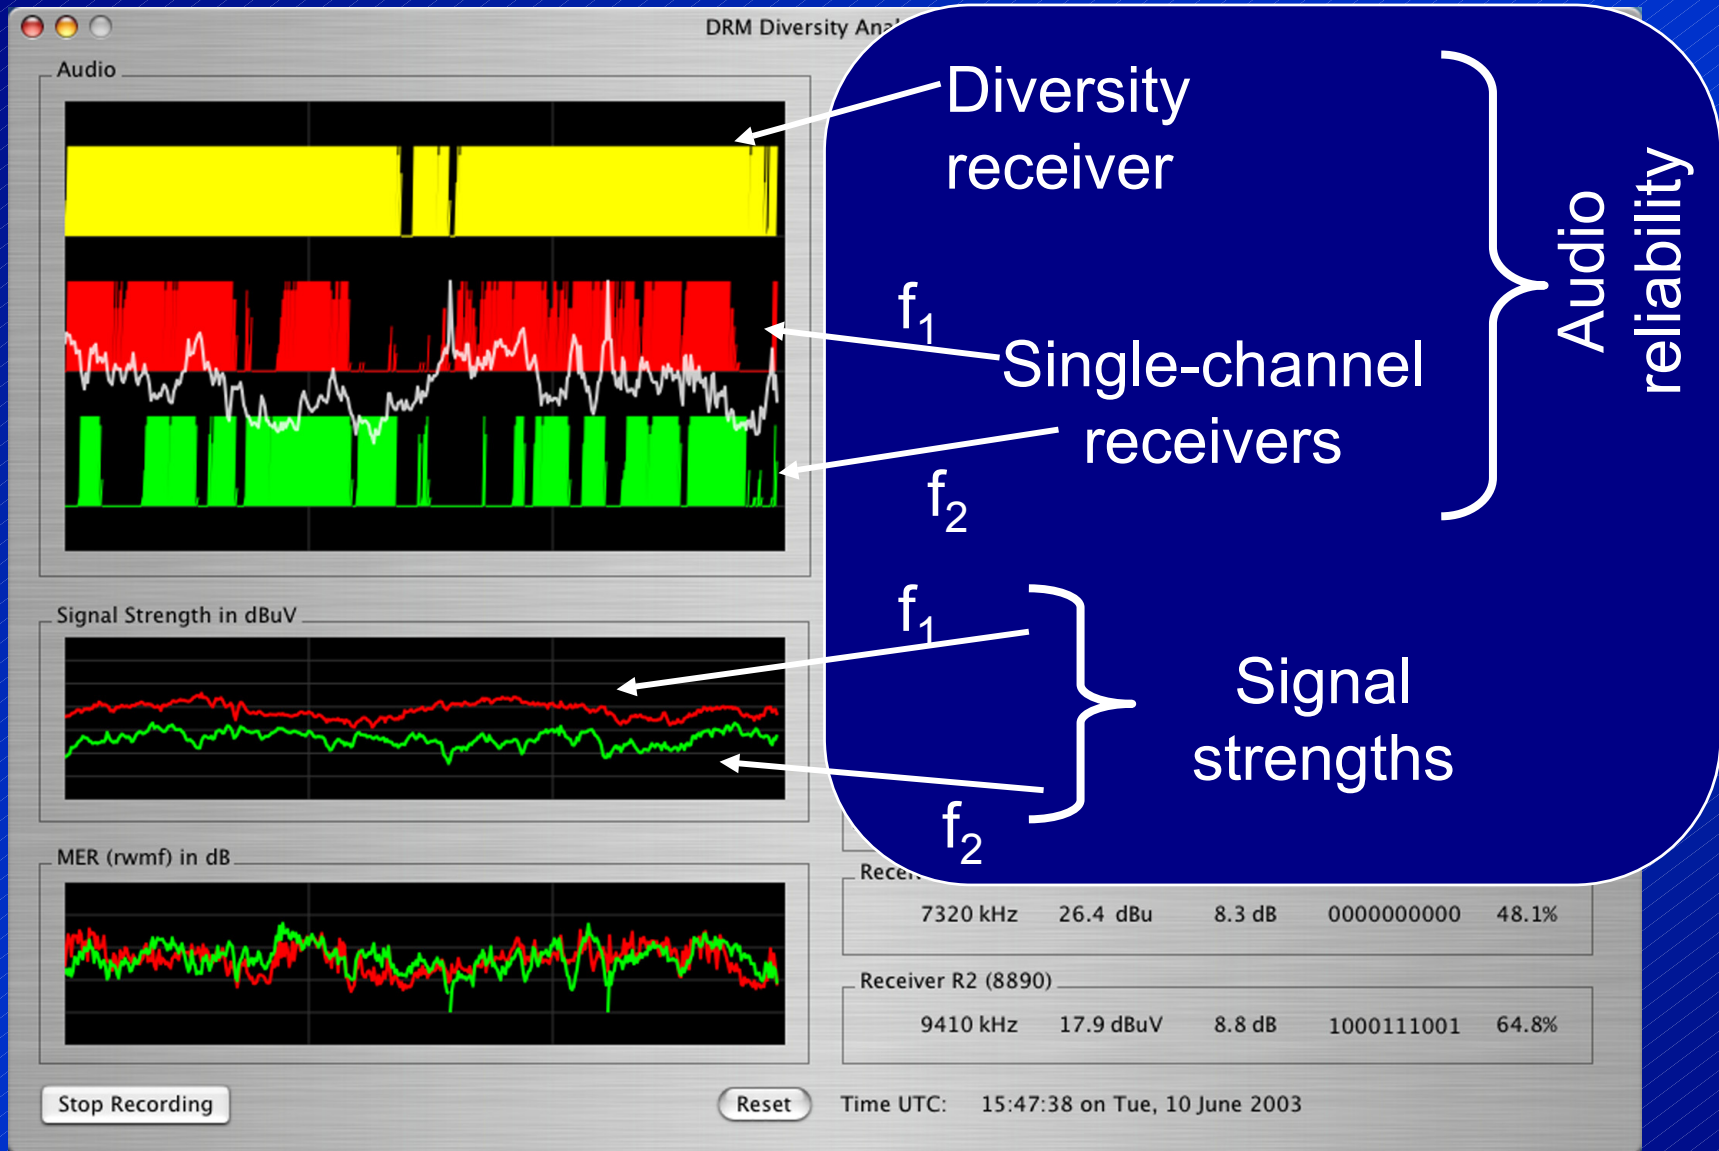 DRM Diversity
Audio
Diversity
receiver
f1
Single-channel
receivers
f2
Audio
reliability
Signal Strength in dBuV
f1
Signal
strengths
f2
MER (rwmf) in dB
7320 kHz 26.4 dBu 8.3 dB 0000000000 48.1%
Receiver R2 (8890)
9410 kHz 17.9 dBuV 8.8 dB 1000111001 64.8%
Stop Recording
Reset
Time UTC: 15:47:38 on Tue, 10 June 2003